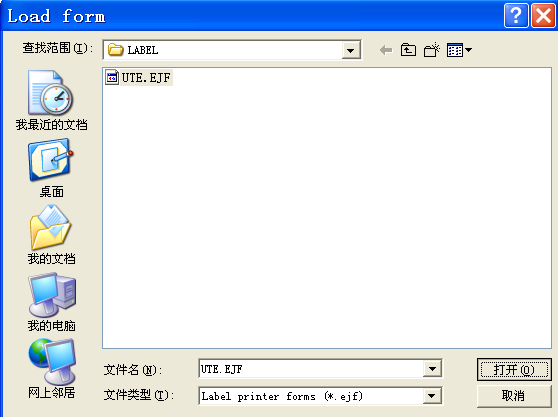 Load form
查找范围(I):
LABEL
UTE.EJF
我最近的文档
桌面
我的文档
我的电脑
网上邻居
文件名(N):
UTE.EJF
打开(O)
文件类型(T):
Label printer forms (*.ejf)
取消